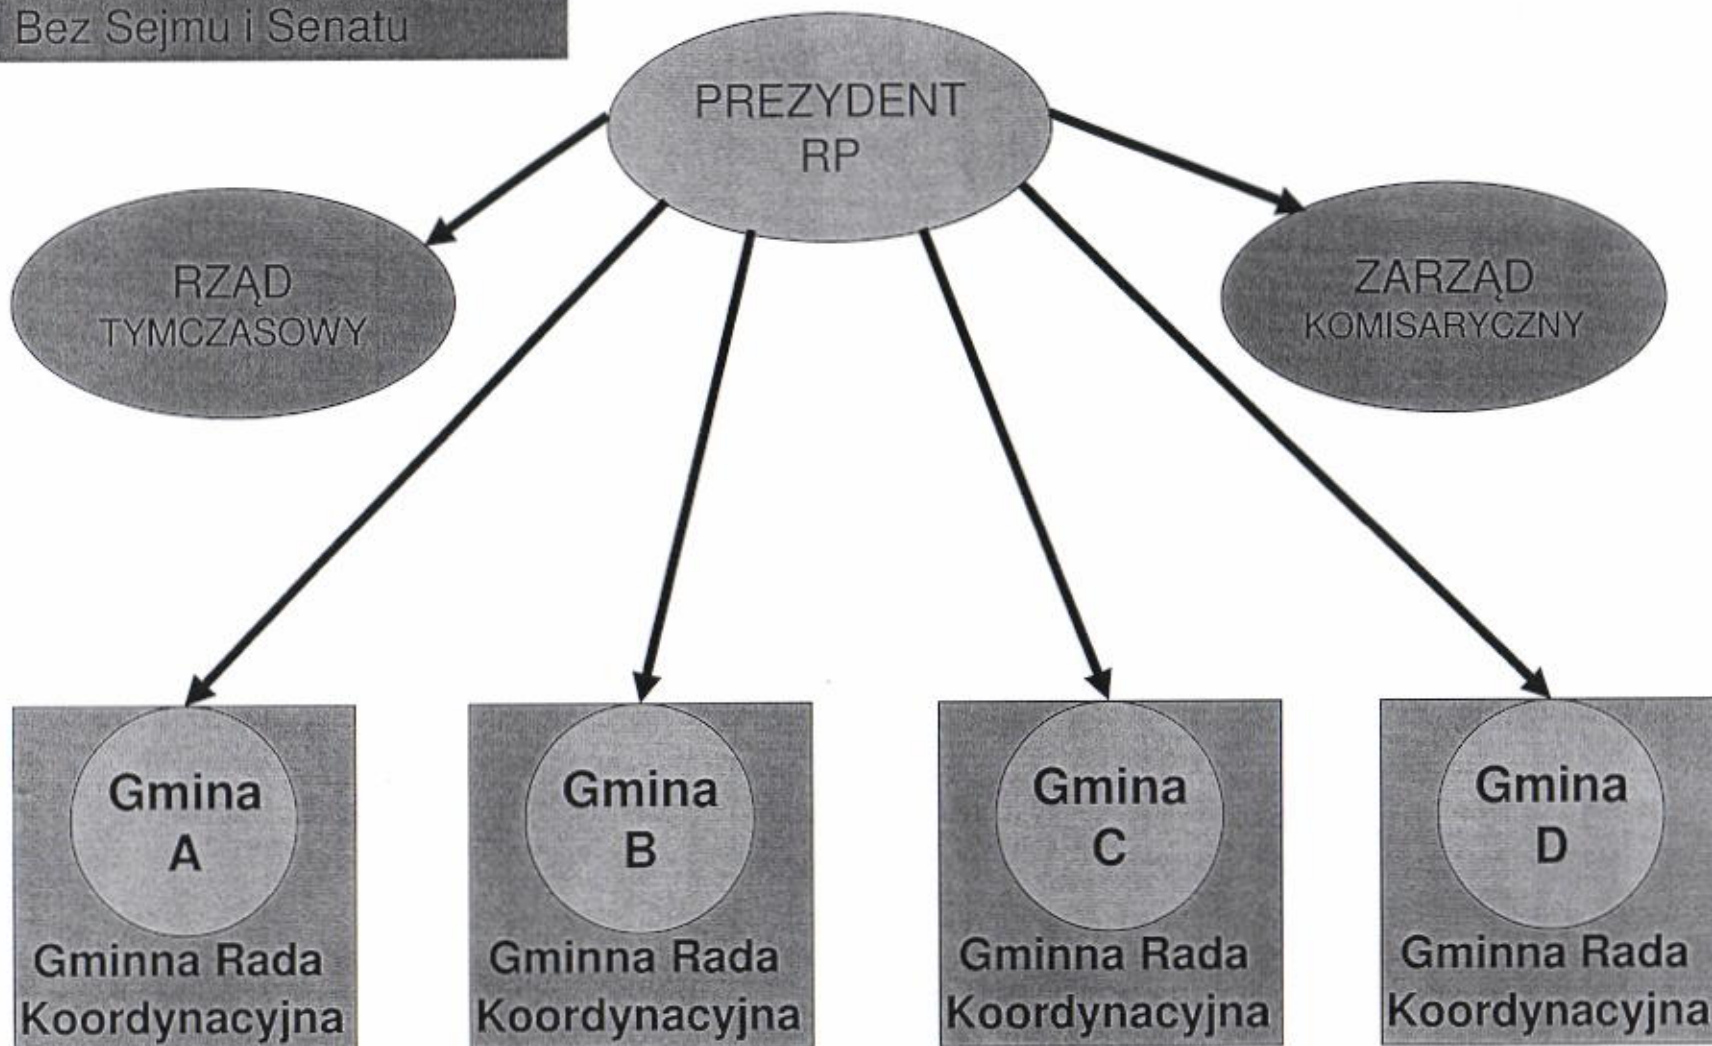 Bez Sejmu i Senatu
PREZYDENT
RP
RZĄD
TYMCZASOWY
ZARZĄD
KOMISARYCZNY
Gmina
A
Gminna Rada
Koordynacyjna
Gmina
B
Gminna Rada
Koordynacyjna
Gmina
C
Gminna Rada
Koordynacyjna
Gmina
D
Gminna Rada
Koordynacyjna